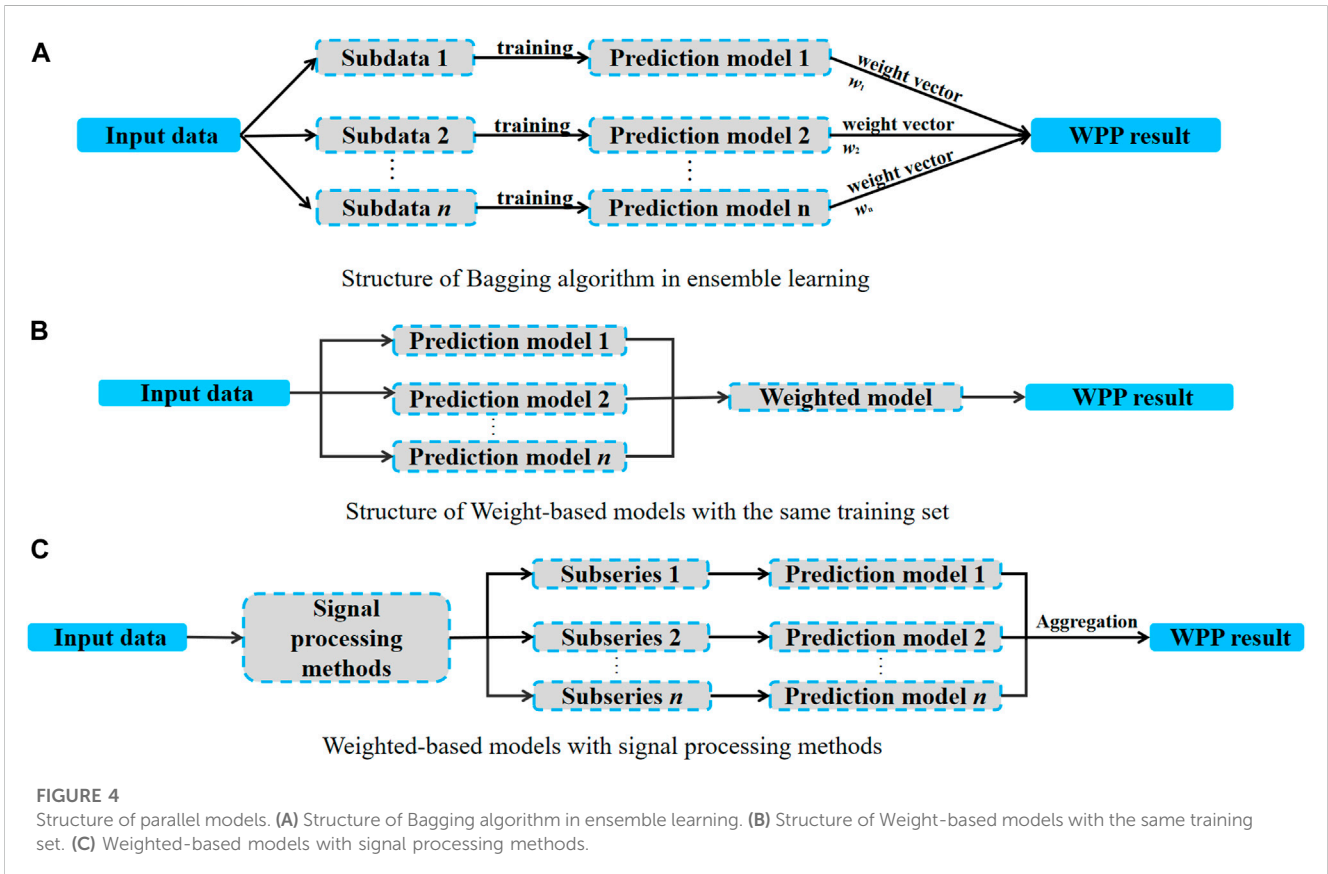 A
Subdata 1
training
Prediction model 1
weight vector
w₁
Input data
Subdata 2
training
Prediction model 2
weight vector
w₂
WPP result
Subdata n
training
Prediction model n
weight vector
wₙ
Structure of Bagging algorithm in ensemble learning
B
Prediction model 1
Input data
Prediction model 2
Weighted model
WPP result
Prediction model n
Structure of Weight-based models with the same training set
C
Subseries 1
Prediction model 1
Input data
Signal
processing
methods
Subseries 2
Prediction model 2
Aggregation
WPP result
Subseries n
Prediction model n
Weighted-based models with signal processing methods
FIGURE 4
Structure of parallel models. (A) Structure of Bagging algorithm in ensemble learning. (B) Structure of Weight-based models with the same training
set. (C) Weighted-based models with signal processing methods.